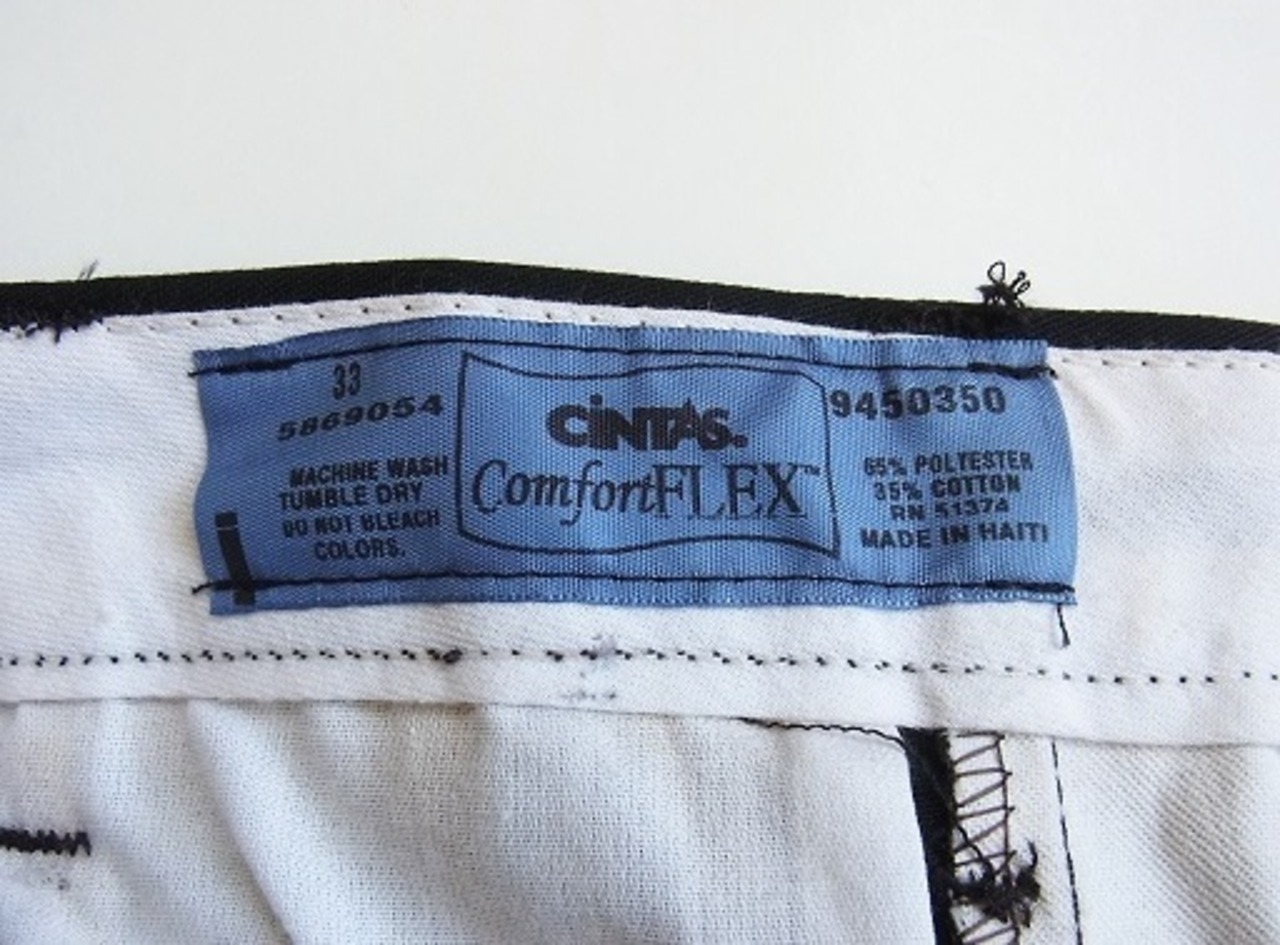 33
5869054
MACHINE WASH
TUMBLE DRY
DO NOT BLEACH
COLORS.
CiNTAS.
ComfortFLEX™
9450350
65% POLYESTER
35% COTTON
RN 51374
MADE IN HAITI